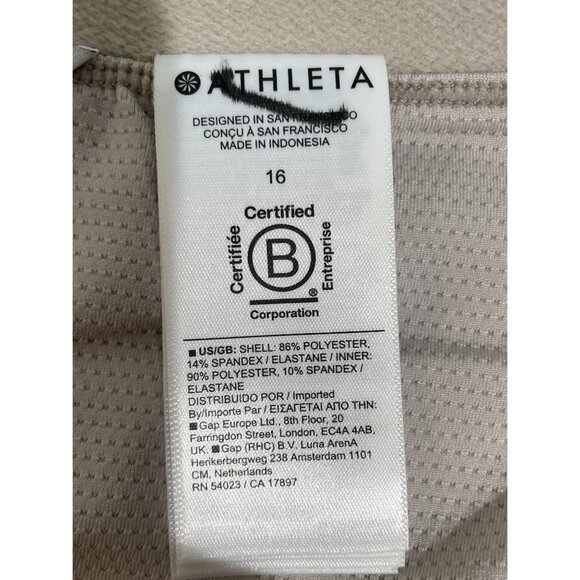 ATHLETA
DESIGNED IN SAN FRANCISCO
CONÇU À SAN FRANCISCO
MADE IN INDONESIA
16
Certified
Certifiée
B
Entreprise
®
Corporation
US/GB: SHELL: 86% POLYESTER,
14% SPANDEX / ELASTANE / INNER:
90% POLYESTER, 10% SPANDEX /
ELASTANE
DISTRIBUIDO POR / Imported
By/Importe Par / ΕΙΣΑΓΕΤΑΙ ΑΠΟ ΤΗΝ:
Gap Europe Ltd., 8th Floor, 20
Farringdon Street, London, EC4A 4AB,
UK. Gap (RHC) B.V. Luna ArenA
Herikerbergweg 238 Amsterdam 1101
CM, Netherlands
RN 54023 / CA 17897